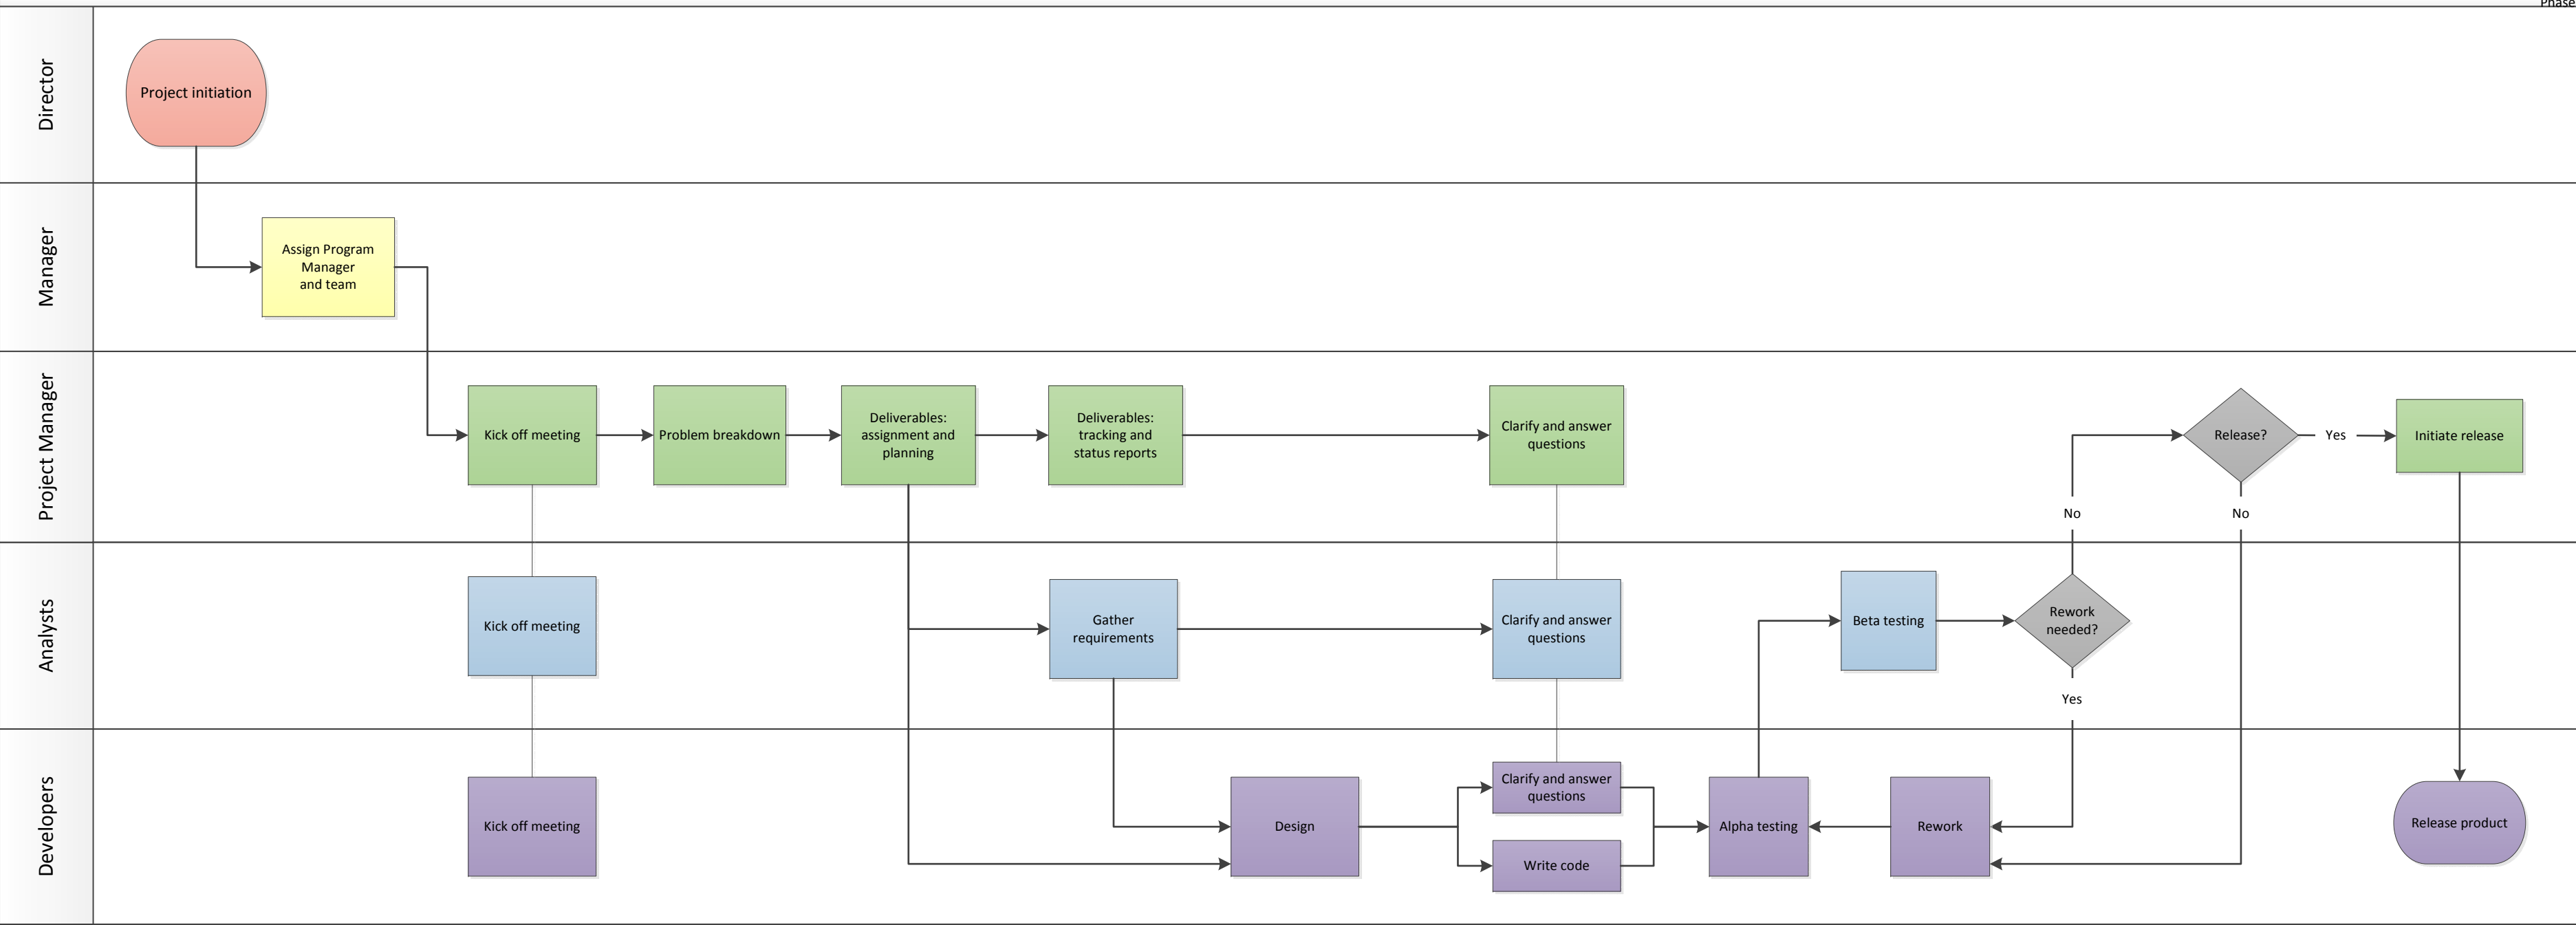 Phase
Director
Project initiation
Manager
Assign Program
Manager
and team
Project Manager
Kick off meeting
Problem breakdown
Deliverables:
assignment and
planning
Deliverables:
tracking and
status reports
Clarify and answer
questions
Release?
Yes
Initiate release
No
No
Analysts
Kick off meeting
Gather
requirements
Clarify and answer
questions
Beta testing
Rework
needed?
Yes
Developers
Kick off meeting
Design
Clarify and answer
questions
Write code
Alpha testing
Rework
Release product